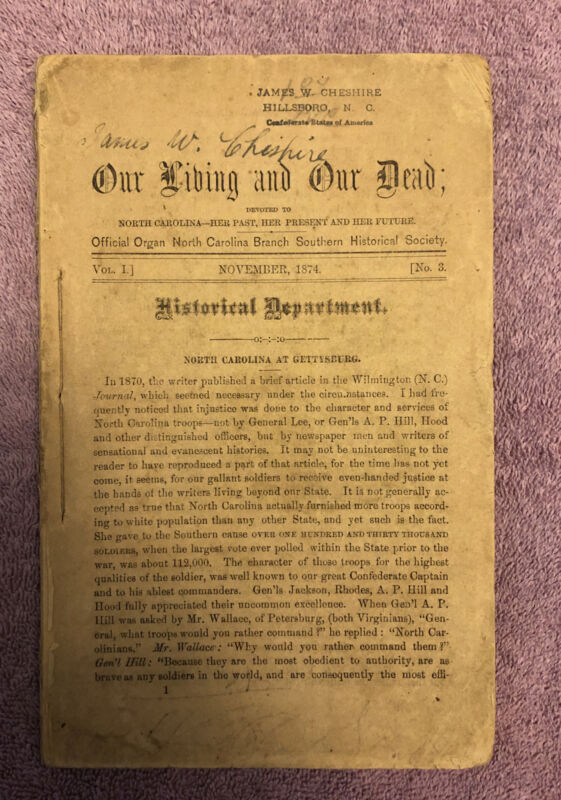 JAMES W. CHESHIRE
HILLSBORO, N. C.
Confederate States of America
James W. Cheshire
Our Living and Our Dead;
DEVOTED TO
NORTH CAROLINA—HER PAST, HER PRESENT AND HER FUTURE.
Official Organ North Carolina Branch Southern Historical Society.
VOL. I.] NOVEMBER, 1874. [No. 3.
Historical Department.
NORTH CAROLINA AT GETTYSBURG.
In 1870, the writer published a brief article in the Wilmington (N. C.)
Journal, which seemed necessary under the circumstances. I had fre-
quently noticed that injustice was done to the character and services of
North Carolina troops—not by General Lee, or Gen'ls A. P. Hill, Hood
and other distinguished officers, but by newspaper men and writers of
sensational and evanescent histories. It may not be uninteresting to the
reader to have reproduced a part of that article, for the time has not yet
come, it seems, for our gallant soldiers to receive even-handed justice at
the hands of the writers living beyond our State. It is not generally ac-
cepted as true that North Carolina actually furnished more troops accord-
ing to white population than any other State, and yet such is the fact.
She gave to the Southern cause OVER ONE HUNDRED AND THIRTY THOUSAND
SOLDIERS, when the largest vote ever polled within the State prior to the
war, was about 112,000. The character of those troops for the highest
qualities of the soldier, was well known to our great Confederate Captain
and to his ablest commanders. Gen'ls Jackson, Rhodes, A. P. Hill and
Hood fully appreciated their uncommon excellence. When Gen'l A. P.
Hill was asked by Mr. Wallace, of Petersburg, (both Virginians), "Gen-
eral, what troops would you rather command?" he replied: "North Car-
olinians." Mr. Wallace: "Why would you rather command them?"
Gen'l Hill: "Because they are the most obedient to authority, are as
brave as any soldiers in the world, and are consequently the most effi-
1